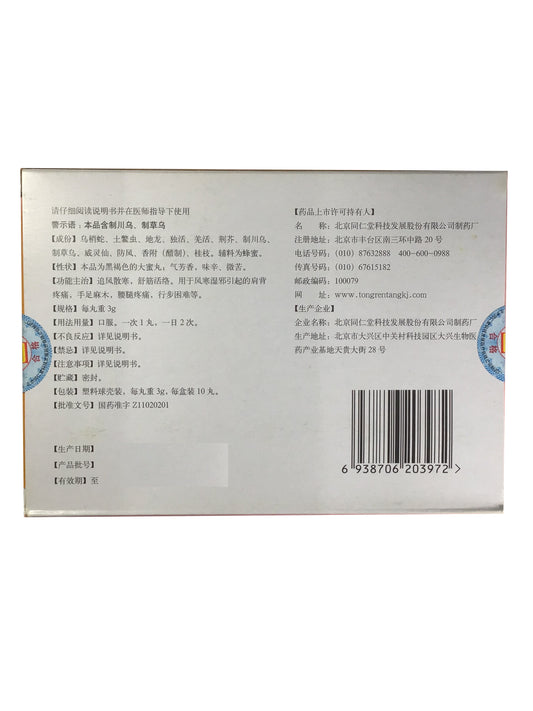 请仔细阅读说明书并在医师指导下使用
警示语：本品含制川乌、制草乌
【成份】乌梢蛇、土鳖虫、地龙、独活、羌活、荆芥、制川乌、
制草乌、威灵仙、防风、香附（醋制）、桂枝。辅料为蜂蜜。
【性状】本品为黑褐色的大蜜丸；气芳香，味辛、微苦。
【功能主治】追风散寒，舒筋活络。用于风寒湿邪引起的肩背
疼痛，手足麻木，腰腿疼痛，行步困难等。
【规格】每丸重3g
【用法用量】口服。一次1丸，一日2次。
【不良反应】详见说明书。
【禁忌】详见说明书。
【注意事项】详见说明书。
【贮藏】密封。
【包装】塑料球壳装，每丸重3g，每盒装10丸。
【批准文号】国药准字Z11020201
【生产日期】
【产品批号】
【有效期】至
【药品上市许可持有人】
名 称：北京同仁堂科技发展股份有限公司制药厂
注册地址：北京市丰台区南三环中路20号
电话号码：(010) 87632888 400-600-0988
传真号码：(010) 67615182
邮政编码：100079
网 址：www.tongrentangkj.com
【生产企业】
企业名称：北京同仁堂科技发展股份有限公司制药厂
生产地址：北京市大兴区中关村科技园区大兴生物医
药产业基地天贵大街28号
6 938706 203972>
合
格